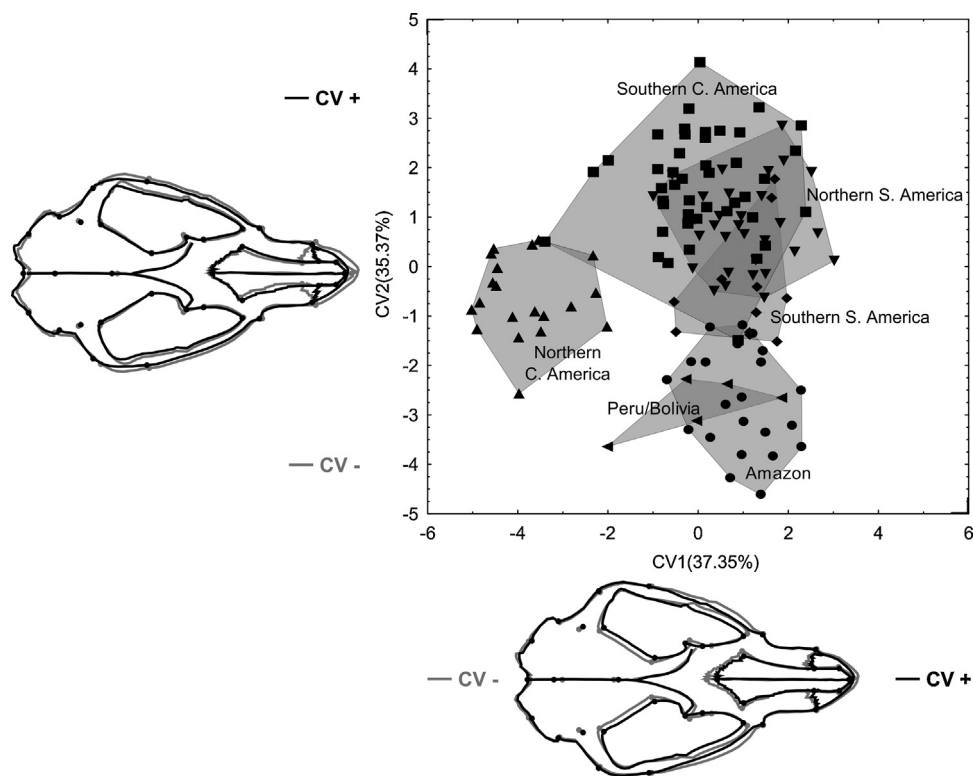 CV +
CV -
5
4
3
2
1
0
-1
-2
-3
-4
-5
CV2(35.37%)
Southern C. America
Northern S. America
Southern S. America
Northern
C. America
Peru/Bolivia
Amazon
-6
-4
-2
0
2
4
6
CV1(37.35%)
CV -
CV +